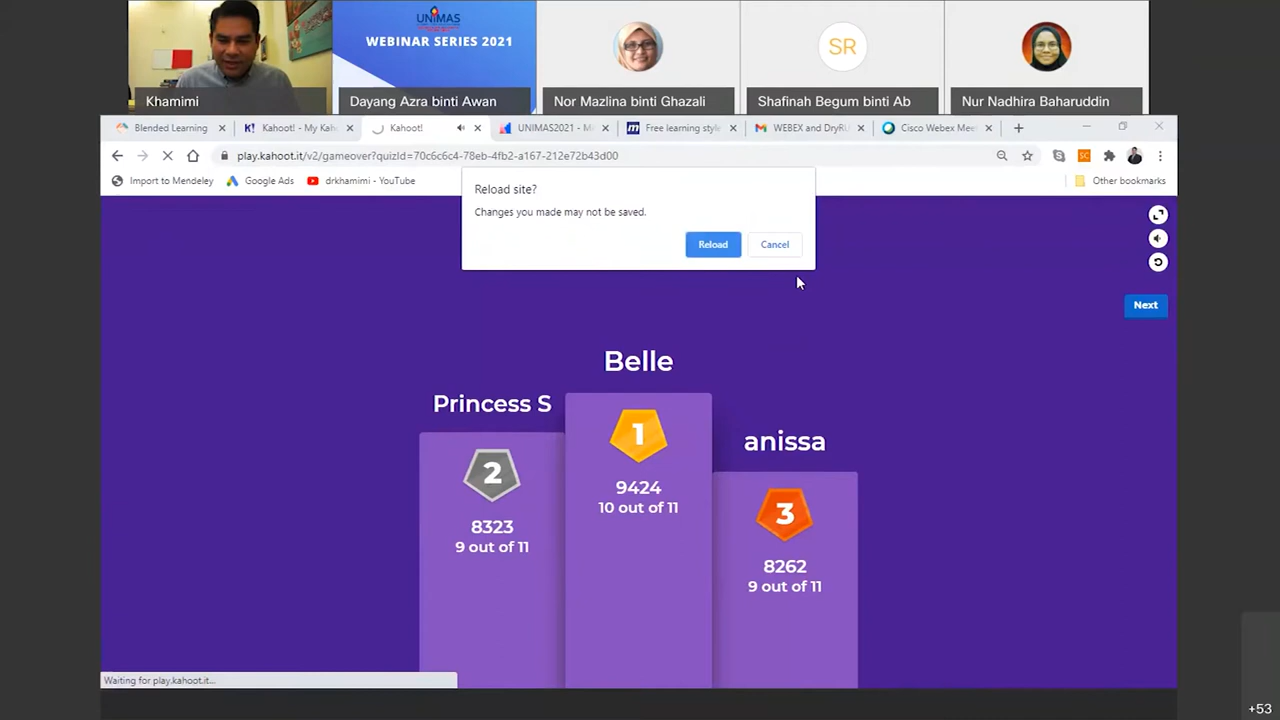 UNIMAS
WEBINAR SERIES 2021
SR
Khamimi
Dayang Azra binti Awan
Nor Mazlina binti Ghazali
Shafinah Begum binti Ab
Nur Nadhira Baharuddin
Blended Learning
Kahoot! - My Kah
Kahoot!
UNIMAS2021 - M
Free learning style
WEBEX and DryRU
Cisco Webex Mee
play.kahoot.it/v2/gameover?quizId=70c6c6c4-78eb-4fb2-a167-212e72b43d00
Import to Mendeley
Google Ads
drkhamimi - YouTube
Other bookmarks
Reload site?
Changes you made may not be saved.
Reload
Cancel
Next
Belle
Princess S
anissa
1
9424
10 out of 11
2
8323
9 out of 11
3
8262
9 out of 11
Waiting for play.kahoot.it...
+53